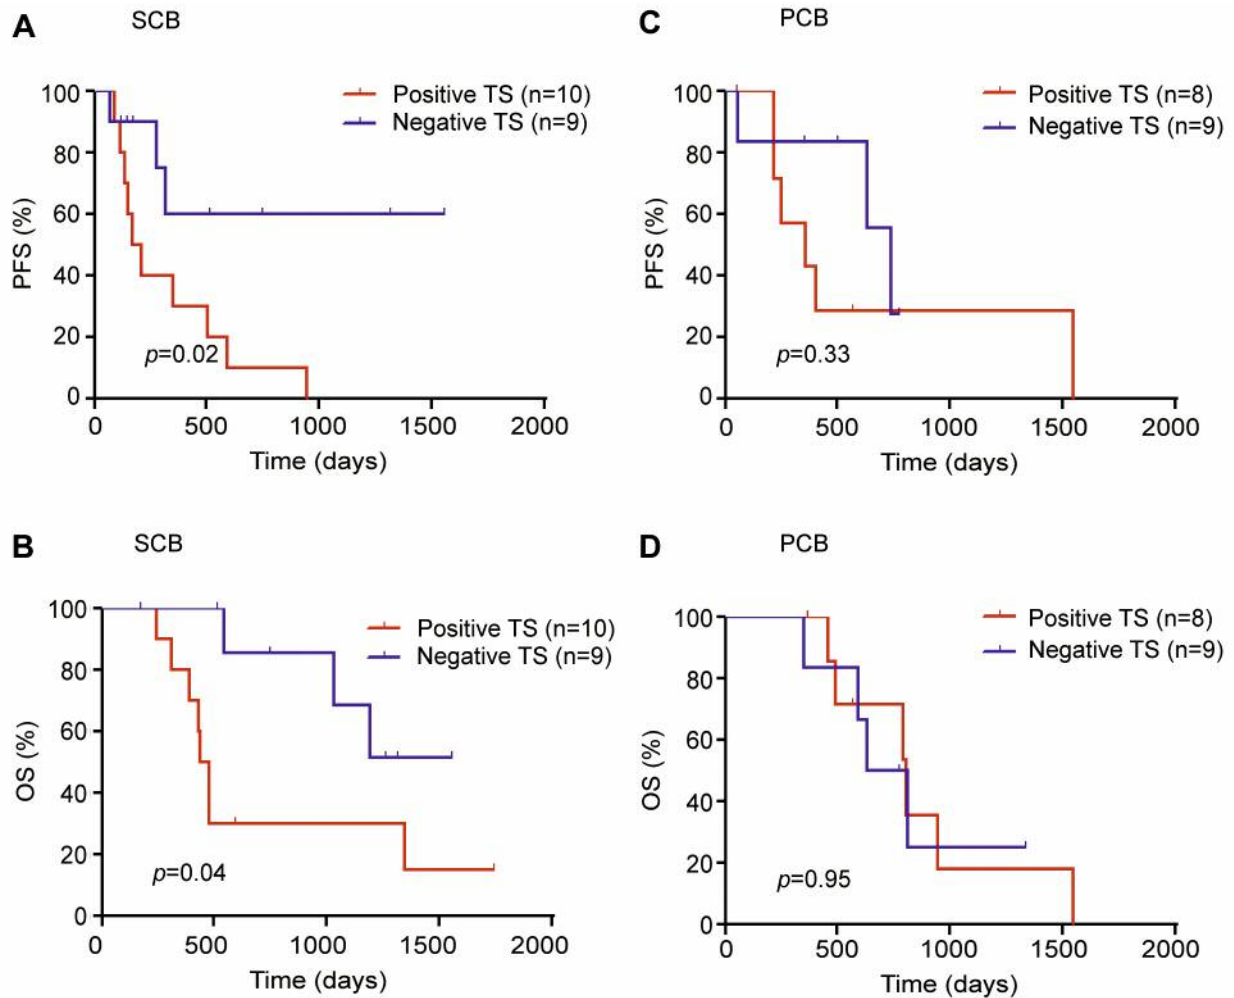 A
SCB
PFS (%)
100
80
60
40
20
0
Positive TS (n=10)
Negative TS (n=9)
p=0.02
0 500 1000 1500 2000
Time (days)
C
PCB
PFS (%)
100
80
60
40
20
0
Positive TS (n=8)
Negative TS (n=9)
p=0.33
0 500 1000 1500 2000
Time (days)
B
SCB
OS (%)
100
80
60
40
20
0
Positive TS (n=10)
Negative TS (n=9)
p=0.04
0 500 1000 1500 2000
Time (days)
D
PCB
OS (%)
100
80
60
40
20
0
Positive TS (n=8)
Negative TS (n=9)
p=0.95
0 500 1000 1500 2000
Time (days)